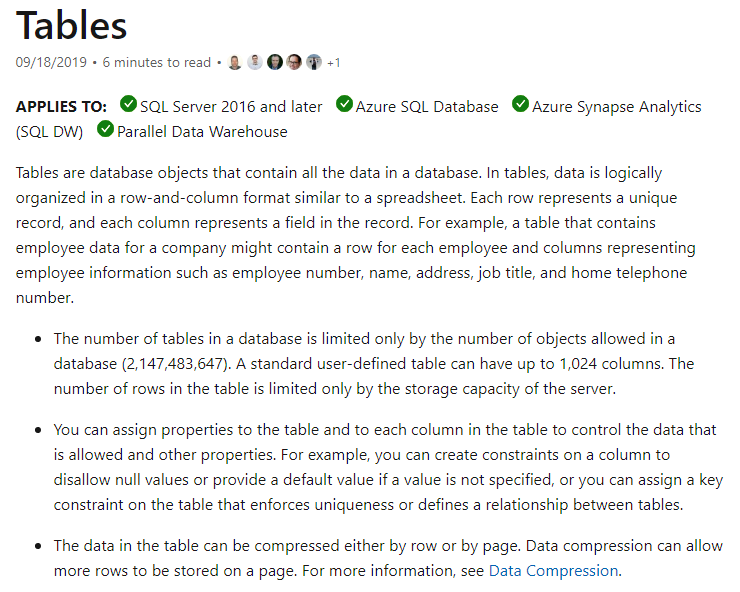 Tables
09/18/2019 • 6 minutes to read • +1
APPLIES TO: SQL Server 2016 and later Azure SQL Database Azure Synapse Analytics
(SQL DW) Parallel Data Warehouse
Tables are database objects that contain all the data in a database. In tables, data is logically
organized in a row-and-column format similar to a spreadsheet. Each row represents a unique
record, and each column represents a field in the record. For example, a table that contains
employee data for a company might contain a row for each employee and columns representing
employee information such as employee number, name, address, job title, and home telephone
number.
• The number of tables in a database is limited only by the number of objects allowed in a
database (2,147,483,647). A standard user-defined table can have up to 1,024 columns. The
number of rows in the table is limited only by the storage capacity of the server.
• You can assign properties to the table and to each column in the table to control the data that
is allowed and other properties. For example, you can create constraints on a column to
disallow null values or provide a default value if a value is not specified, or you can assign a key
constraint on the table that enforces uniqueness or defines a relationship between tables.
• The data in the table can be compressed either by row or by page. Data compression can allow
more rows to be stored on a page. For more information, see Data Compression.